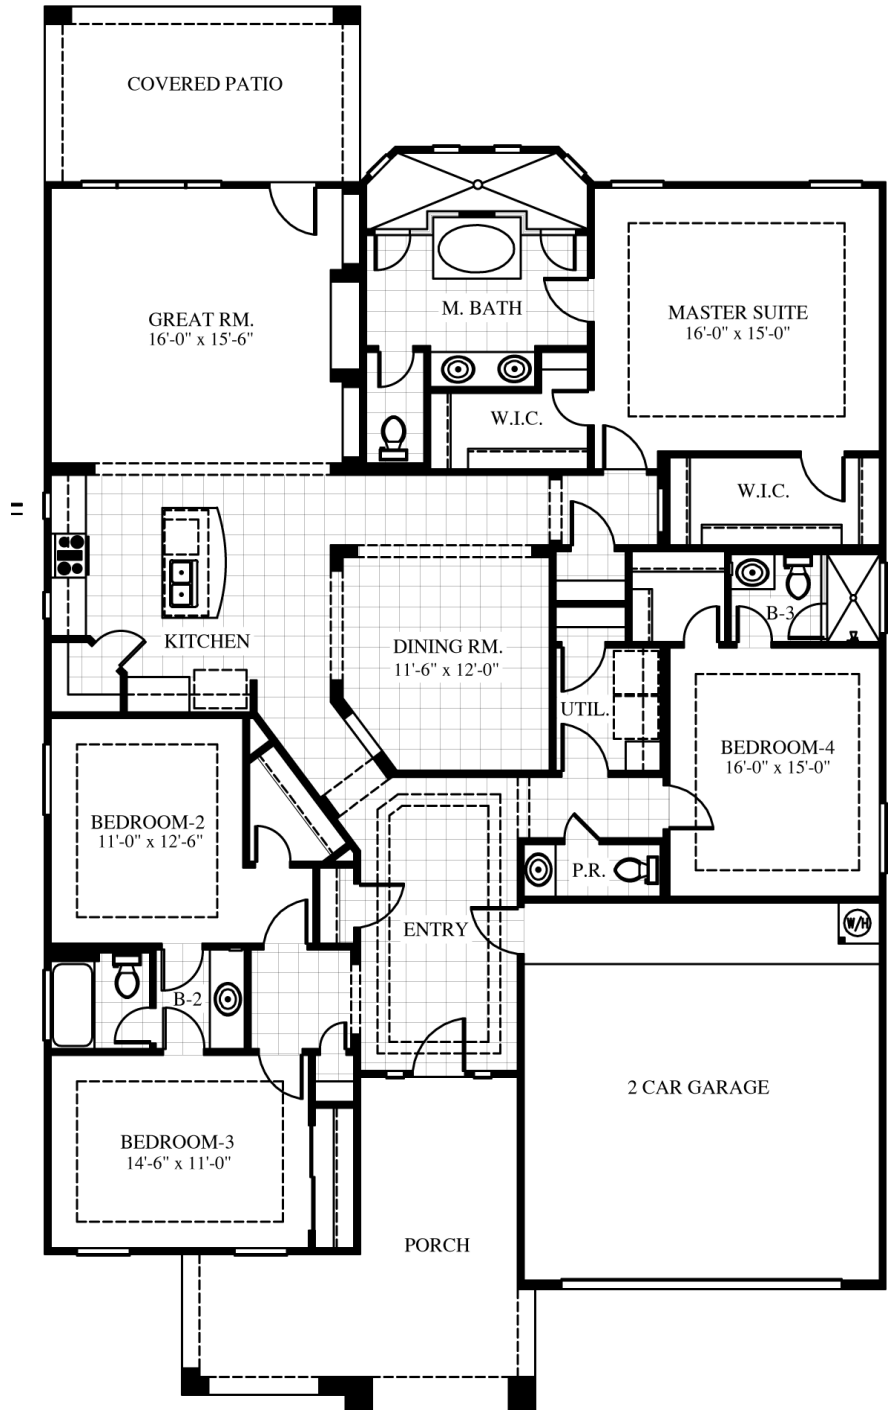 COVERED PATIO
GREAT RM.
16'-0" x 15'-6"
M. BATH
MASTER SUITE
16'-0" x 15'-0"
W.I.C.
W.I.C.
B-3
KITCHEN
DINING RM.
11'-6" x 12'-0"
UTIL.
BEDROOM-4
16'-0" x 15'-0"
BEDROOM-2
11'-0" x 12'-6"
P.R.
ENTRY
W/H
B-2
2 CAR GARAGE
BEDROOM-3
14'-6" x 11'-0"
PORCH